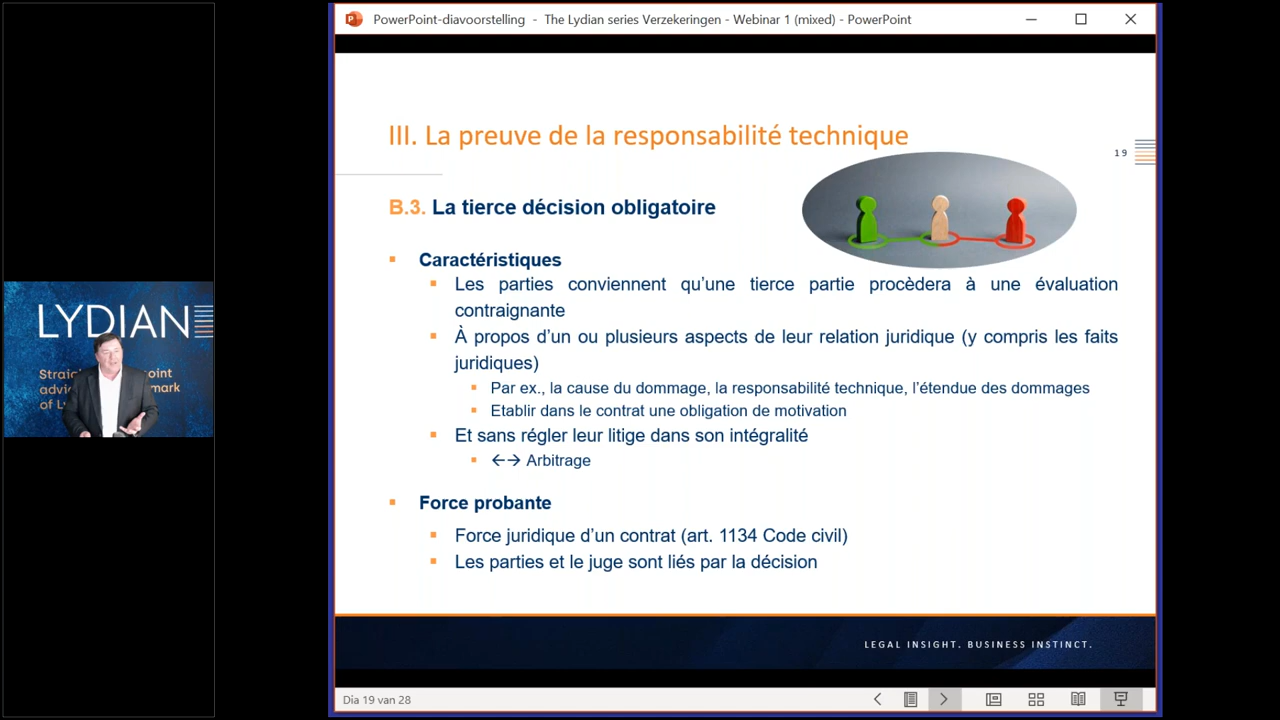 PowerPoint-diavoorstelling - The Lydian series Verzekeringen - Webinar 1 (mixed) - PowerPoint
III. La preuve de la responsabilité technique
19
B.3. La tierce décision obligatoire
Caractéristiques
Les parties conviennent qu'une tierce partie procèdera à une évaluation
contraignante
À propos d'un ou plusieurs aspects de leur relation juridique (y compris les faits
juridiques)
Par ex., la cause du dommage, la responsabilité technique, l'étendue des dommages
Etablir dans le contrat une obligation de motivation
Et sans régler leur litige dans son intégralité
←→ Arbitrage
Force probante
Force juridique d'un contrat (art. 1134 Code civil)
Les parties et le juge sont liés par la décision
LEGAL INSIGHT. BUSINESS INSTINCT.
Dia 19 van 28
LYDIAN